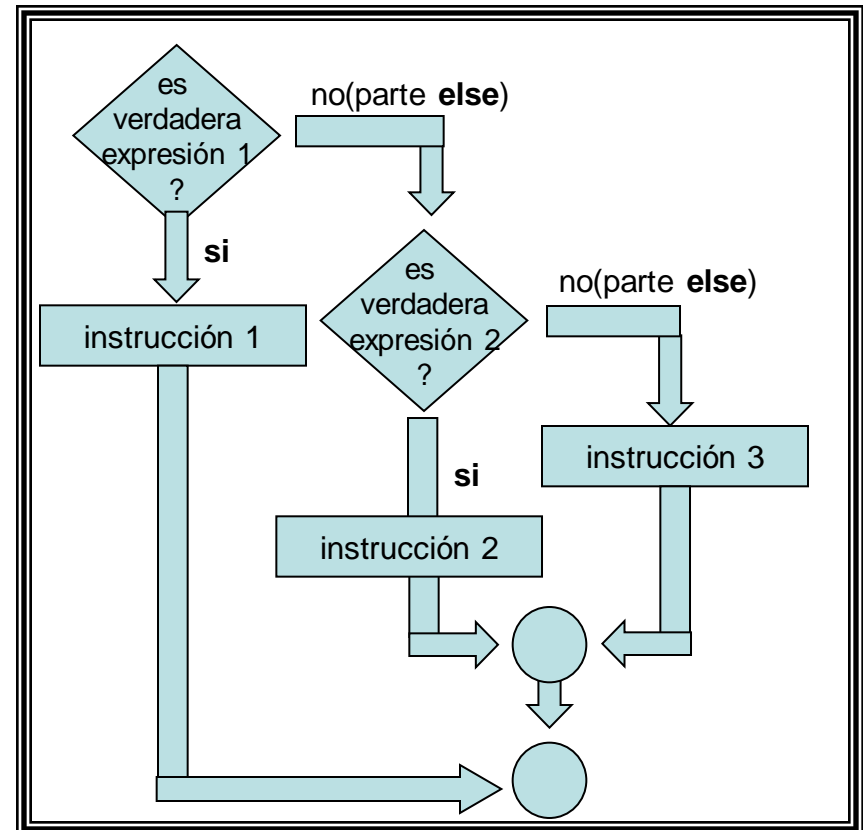 es
verdadera
expresión 1
?
no(parte else)
si
instrucción 1
es
verdadera
expresión 2
?
no(parte else)
si
instrucción 3
instrucción 2